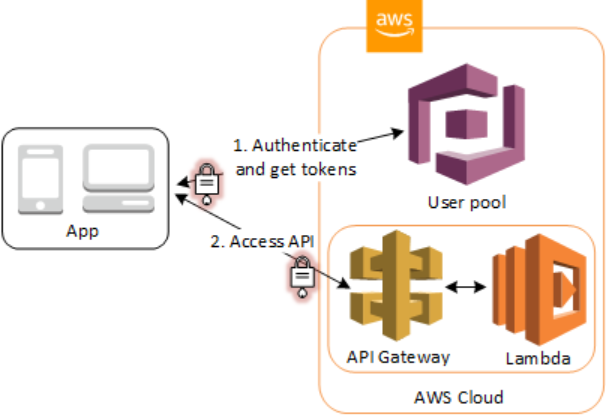 aws
1. Authenticate
and get tokens
User pool
App
2. Access API
API Gateway
Lambda
AWS Cloud